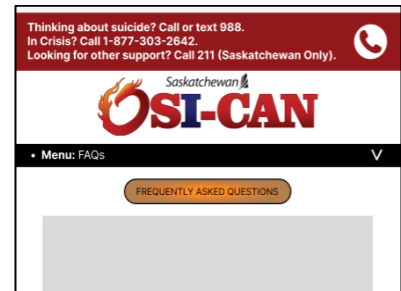 Thinking about suicide? Call or text 988.
In Crisis? Call 1-877-303-2642.
Looking for other support? Call 211 (Saskatchewan Only).
Saskatchewan
OSI-CAN
• Menu: FAQs V
FREQUENTLY ASKED QUESTIONS